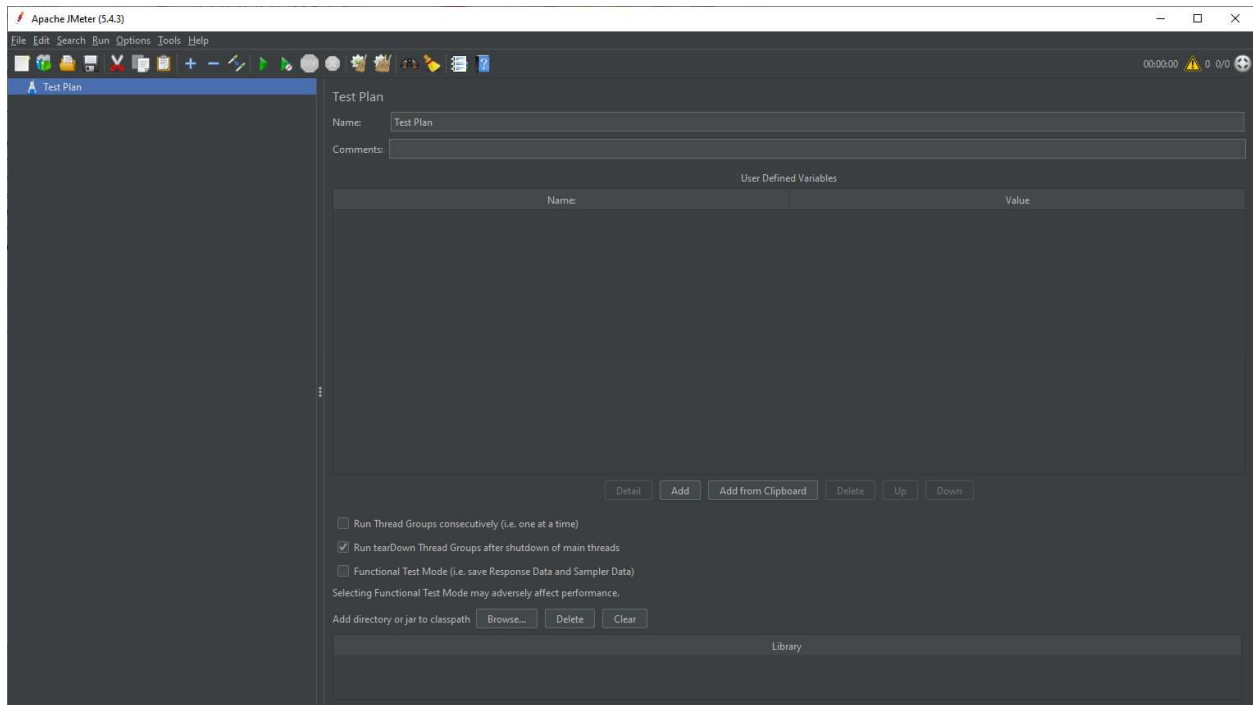 Apache JMeter (5.4.3)
File Edit Search Run Options Tools Help
00:00:00 0 0/0
Test Plan
Test Plan
Name: Test Plan
Comments:
User Defined Variables
Name: Value
Detail Add Add from Clipboard Delete Up Down
Run Thread Groups consecutively (i.e. one at a time)
Run tearDown Thread Groups after shutdown of main threads
Functional Test Mode (i.e. save Response Data and Sampler Data)
Selecting Functional Test Mode may adversely affect performance.
Add directory or jar to classpath Browse... Delete Clear
Library